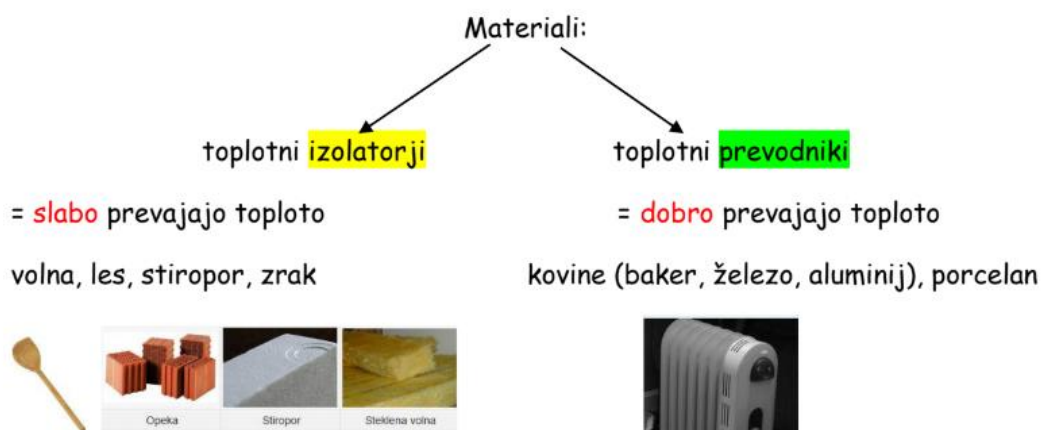 Materiali:
toplotni izolatorji
toplotni prevodniki
= slabo prevajajo toploto
= dobro prevajajo toploto
volna, les, stiropor, zrak
kovine (baker, železo, aluminij), porcelan
Opeka
Stiropor
Steklena volna